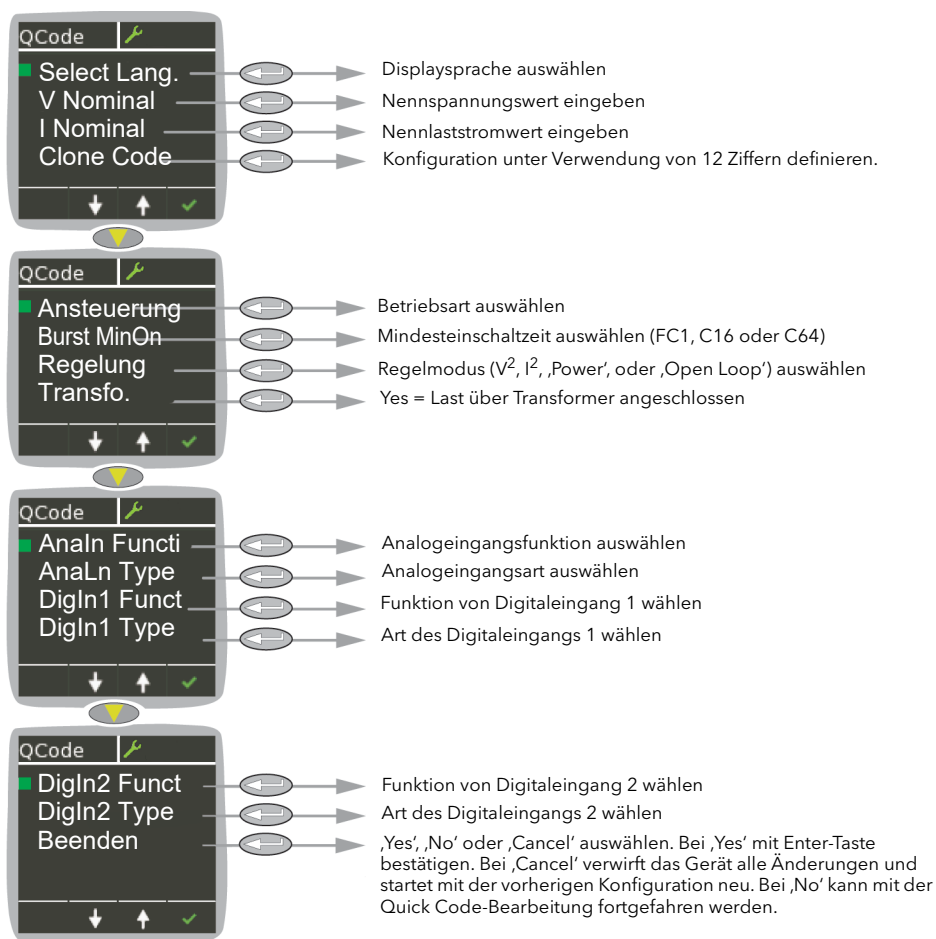 QCode
Select Lang.
Displaysprache auswählen
V Nominal
Nennspannungswert eingeben
I Nominal
Nennlaststromwert eingeben
Clone Code
Konfiguration unter Verwendung von 12 Ziffern definieren.
QCode
Ansteuerung
Betriebsart auswählen
Burst MinOn
Mindesteinschaltzeit auswählen (FC1, C16 oder C64)
Regelung
Regelmodus (V², I², ‚Power‘, oder ‚Open Loop‘) auswählen
Transfo.
Yes = Last über Transformer angeschlossen
QCode
AnaIn Functi
Analogeingangsfunktion auswählen
AnaLn Type
Analogeingangsart auswählen
DigIn1 Funct
Funktion von Digitaleingang 1 wählen
DigIn1 Type
Art des Digitaleingangs 1 wählen
QCode
DigIn2 Funct
Funktion von Digitaleingang 2 wählen
DigIn2 Type
Art des Digitaleingangs 2 wählen
Beenden
‚Yes‘, ‚No‘ oder ‚Cancel‘ auswählen. Bei ‚Yes‘ mit Enter-Taste
bestätigen. Bei ‚Cancel‘ verwirft das Gerät alle Änderungen und
startet mit der vorherigen Konfiguration neu. Bei ‚No‘ kann mit der
Quick Code-Bearbeitung fortgefahren werden.